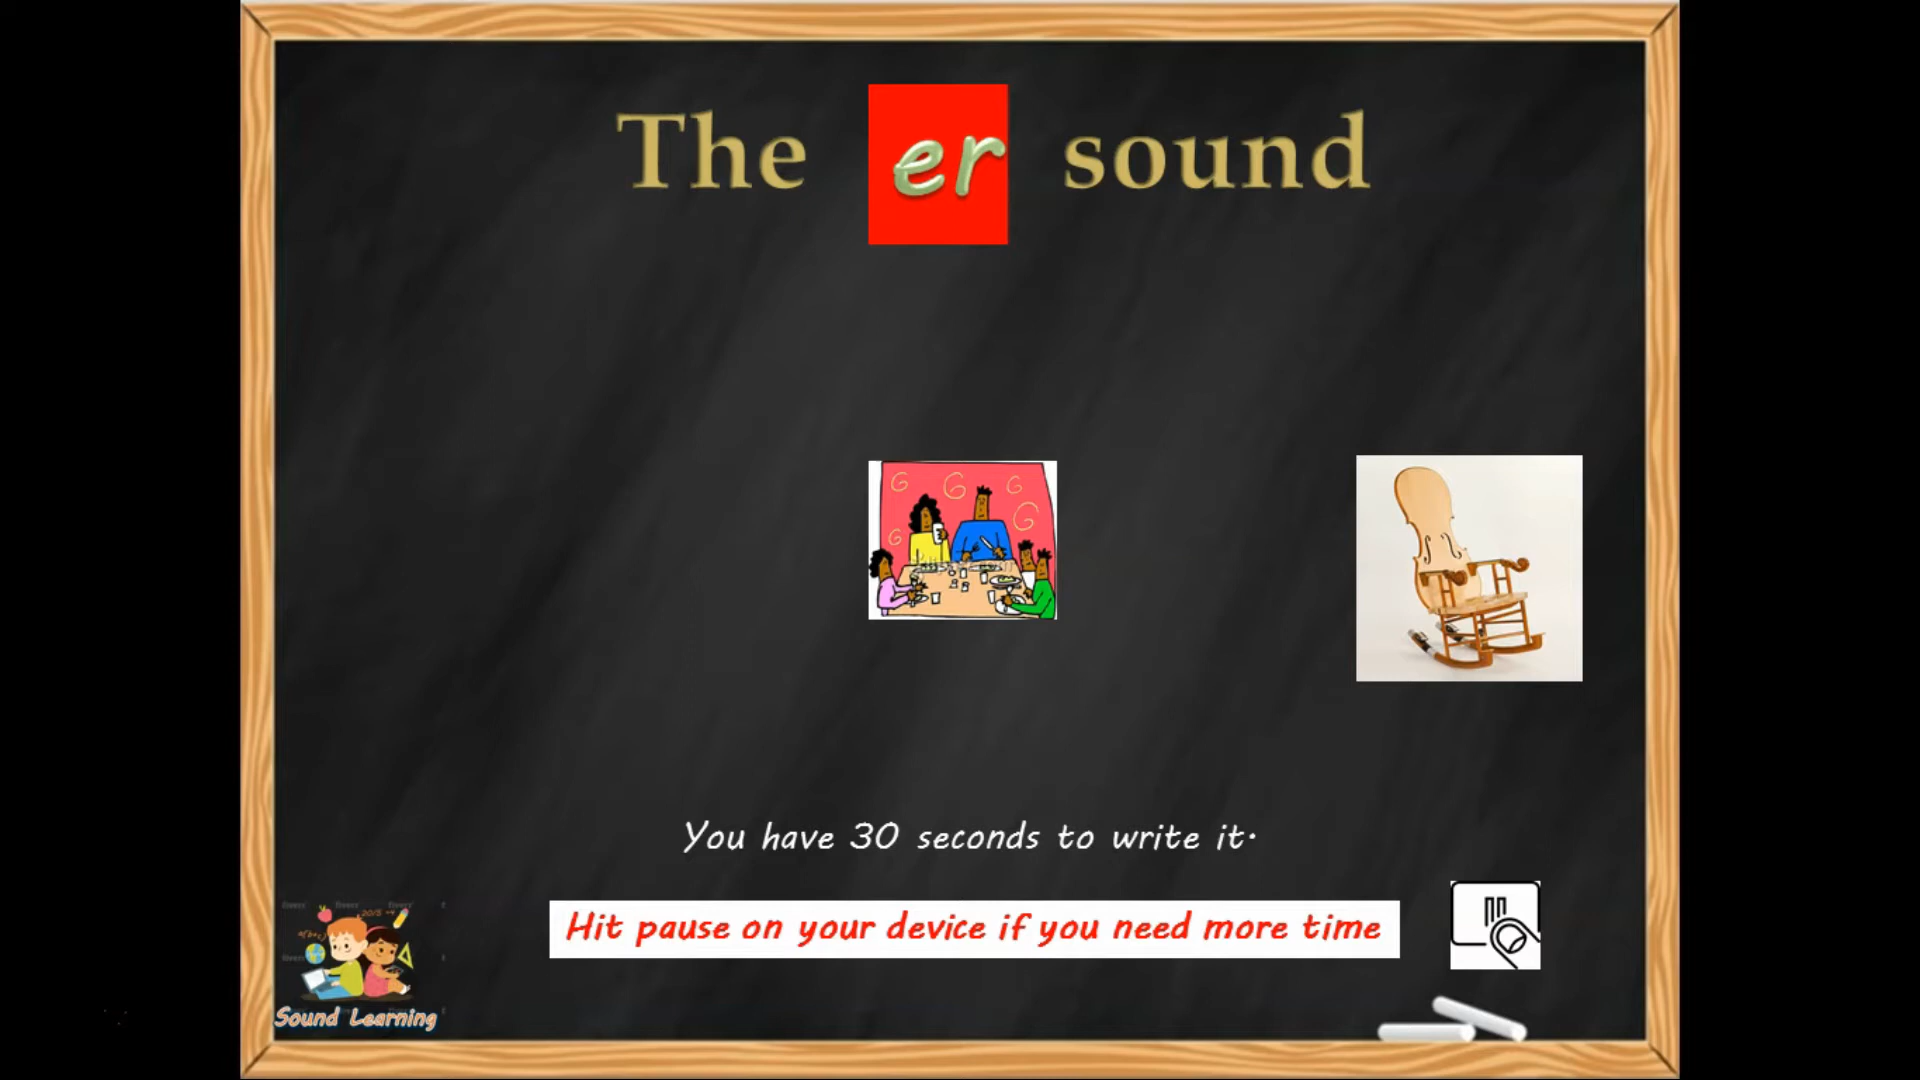 The er sound
You have 30 seconds to write it.
Hit pause on your device if you need more time
Sound Learning